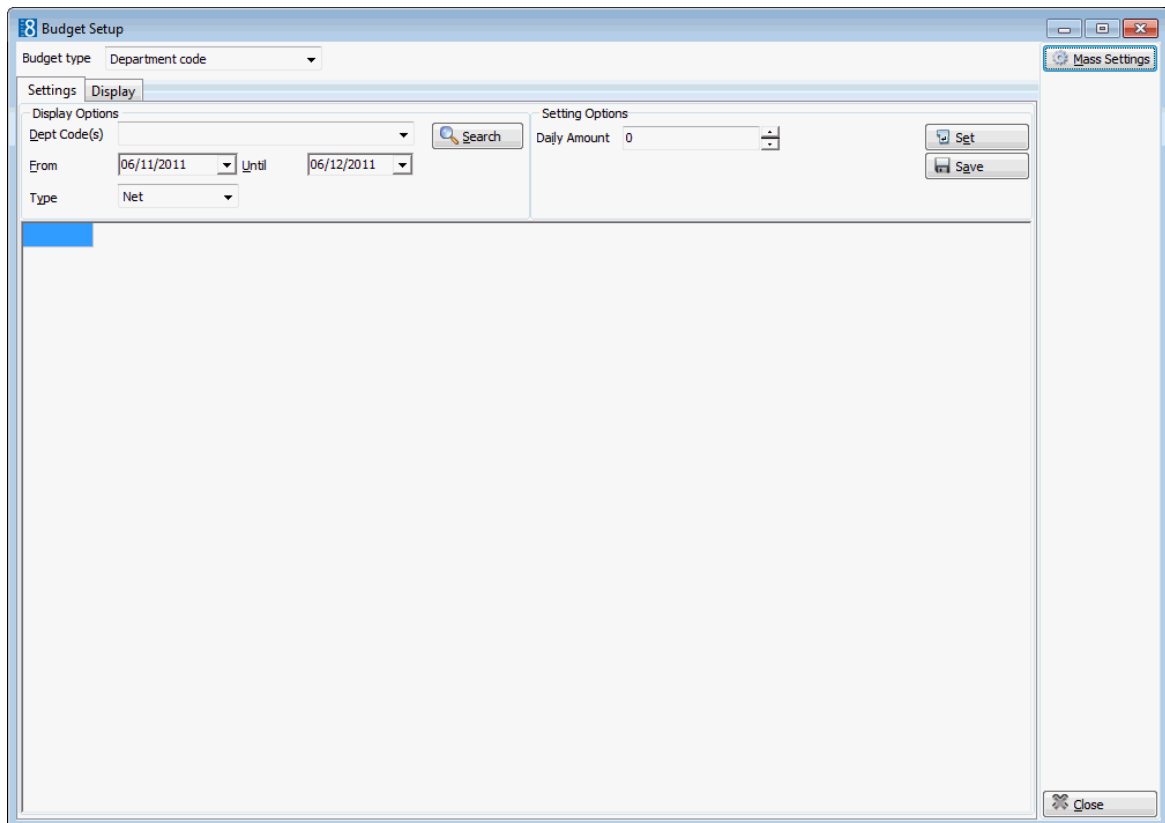 8 Budget Setup
Budget type Department code
Mass Settings
Settings Display
Display Options
Dept Code(s) Search
From 06/11/2011 Until 06/12/2011
Type Net
Setting Options
Daily Amount 0
Set
Save
Close